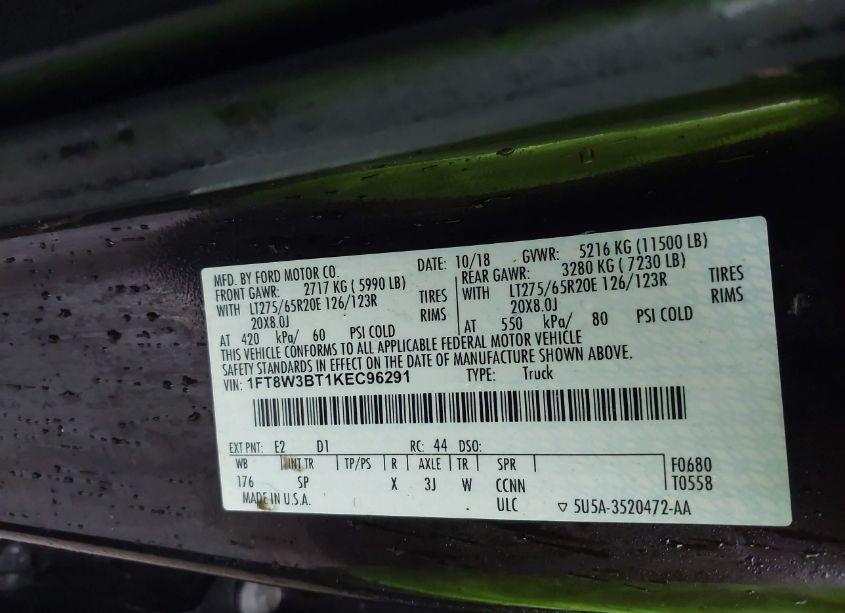 MFD. BY FORD MOTOR CO. DATE: 10/18 GVWR: 5216 KG (11500 LB)
FRONT GAWR: 2717 KG ( 5990 LB) REAR GAWR: 3280 KG ( 7230 LB)
WITH LT275/65R20E 126/123R TIRES WITH LT275/65R20E 126/123R TIRES
20X8.0J RIMS 20X8.0J RIMS
AT 420 kPa/ 60 PSI COLD AT 550 kPa/ 80 PSI COLD
THIS VEHICLE CONFORMS TO ALL APPLICABLE FEDERAL MOTOR VEHICLE
SAFETY STANDARDS IN EFFECT ON THE DATE OF MANUFACTURE SHOWN ABOVE.
VIN: 1FT8W3BT1KEC96291 TYPE: Truck
EXT PNT: E2 D1 RC: 44 DSO:
WB INT TR TP/PS R AXLE TR SPR F0680
176 SP X 3J W CCNN T0558
MADE IN U.S.A. ULC ▽ 5U5A-3520472-AA